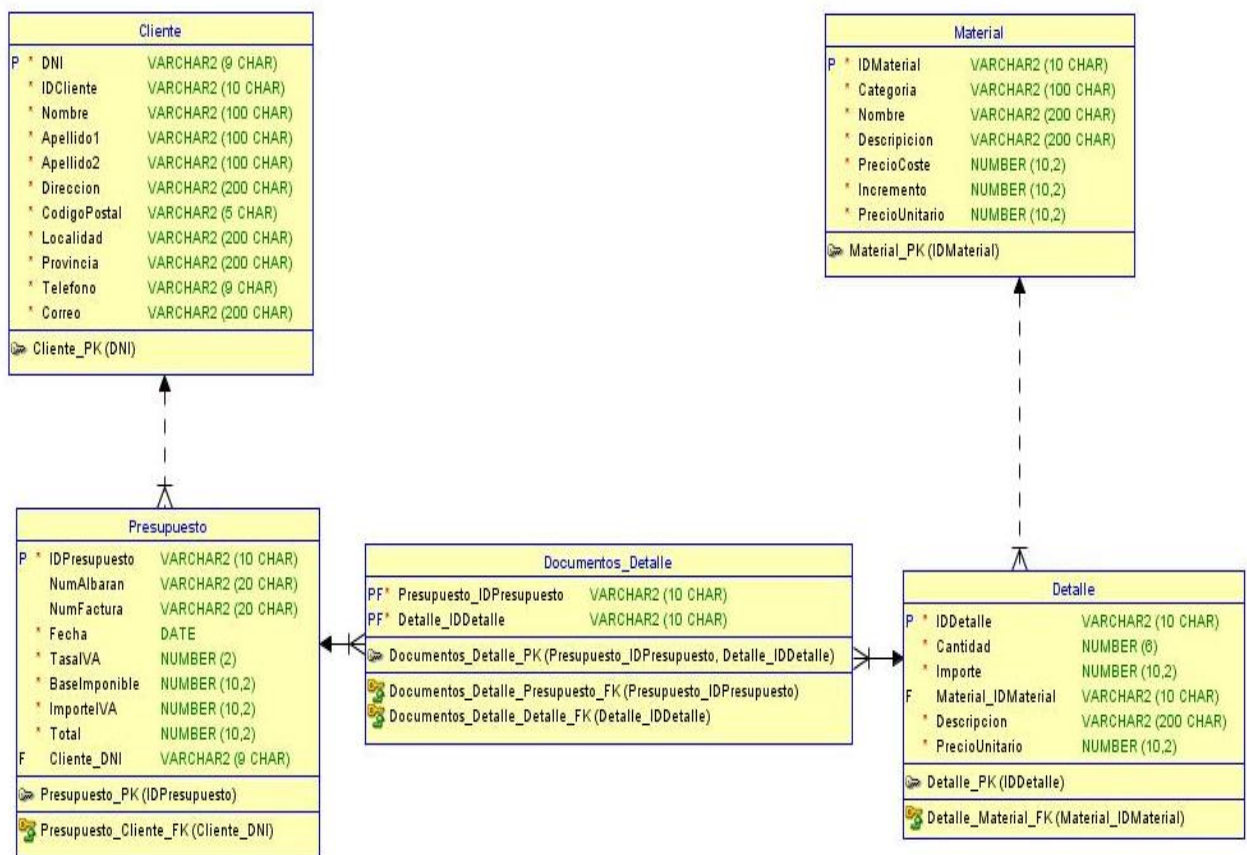 Cliente
P * DNI VARCHAR2 (9 CHAR)
* IDCliente VARCHAR2 (10 CHAR)
* Nombre VARCHAR2 (100 CHAR)
* Apellido1 VARCHAR2 (100 CHAR)
* Apellido2 VARCHAR2 (100 CHAR)
* Direccion VARCHAR2 (200 CHAR)
* CodigoPostal VARCHAR2 (5 CHAR)
* Localidad VARCHAR2 (200 CHAR)
* Provincia VARCHAR2 (200 CHAR)
* Telefono VARCHAR2 (9 CHAR)
* Correo VARCHAR2 (200 CHAR)
Cliente_PK (DNI)
Material
P * IDMaterial VARCHAR2 (10 CHAR)
* Categoria VARCHAR2 (100 CHAR)
* Nombre VARCHAR2 (200 CHAR)
* Descripicion VARCHAR2 (200 CHAR)
* PrecioCoste NUMBER (10,2)
* Incremento NUMBER (10,2)
* PrecioUnitario NUMBER (10,2)
Material_PK (IDMaterial)
Presupuesto
P * IDPresupuesto VARCHAR2 (10 CHAR)
NumAlbaran VARCHAR2 (20 CHAR)
NumFactura VARCHAR2 (20 CHAR)
* Fecha DATE
* TasaIVA NUMBER (2)
* BaseImponible NUMBER (10,2)
* ImporteIVA NUMBER (10,2)
* Total NUMBER (10,2)
F Cliente_DNI VARCHAR2 (9 CHAR)
Presupuesto_PK (IDPresupuesto)
Presupuesto_Cliente_FK (Cliente_DNI)
Documentos_Detalle
PF* Presupuesto_IDPresupuesto VARCHAR2 (10 CHAR)
PF* Detalle_IDDetalle VARCHAR2 (10 CHAR)
Documentos_Detalle_PK (Presupuesto_IDPresupuesto, Detalle_IDDetalle)
Documentos_Detalle_Presupuesto_FK (Presupuesto_IDPresupuesto)
Documentos_Detalle_Detalle_FK (Detalle_IDDetalle)
Detalle
P * IDDetalle VARCHAR2 (10 CHAR)
* Cantidad NUMBER (6)
* Importe NUMBER (10,2)
F Material_IDMaterial VARCHAR2 (10 CHAR)
* Descripcion VARCHAR2 (200 CHAR)
* PrecioUnitario NUMBER (10,2)
Detalle_PK (IDDetalle)
Detalle_Material_FK (Material_IDMaterial)